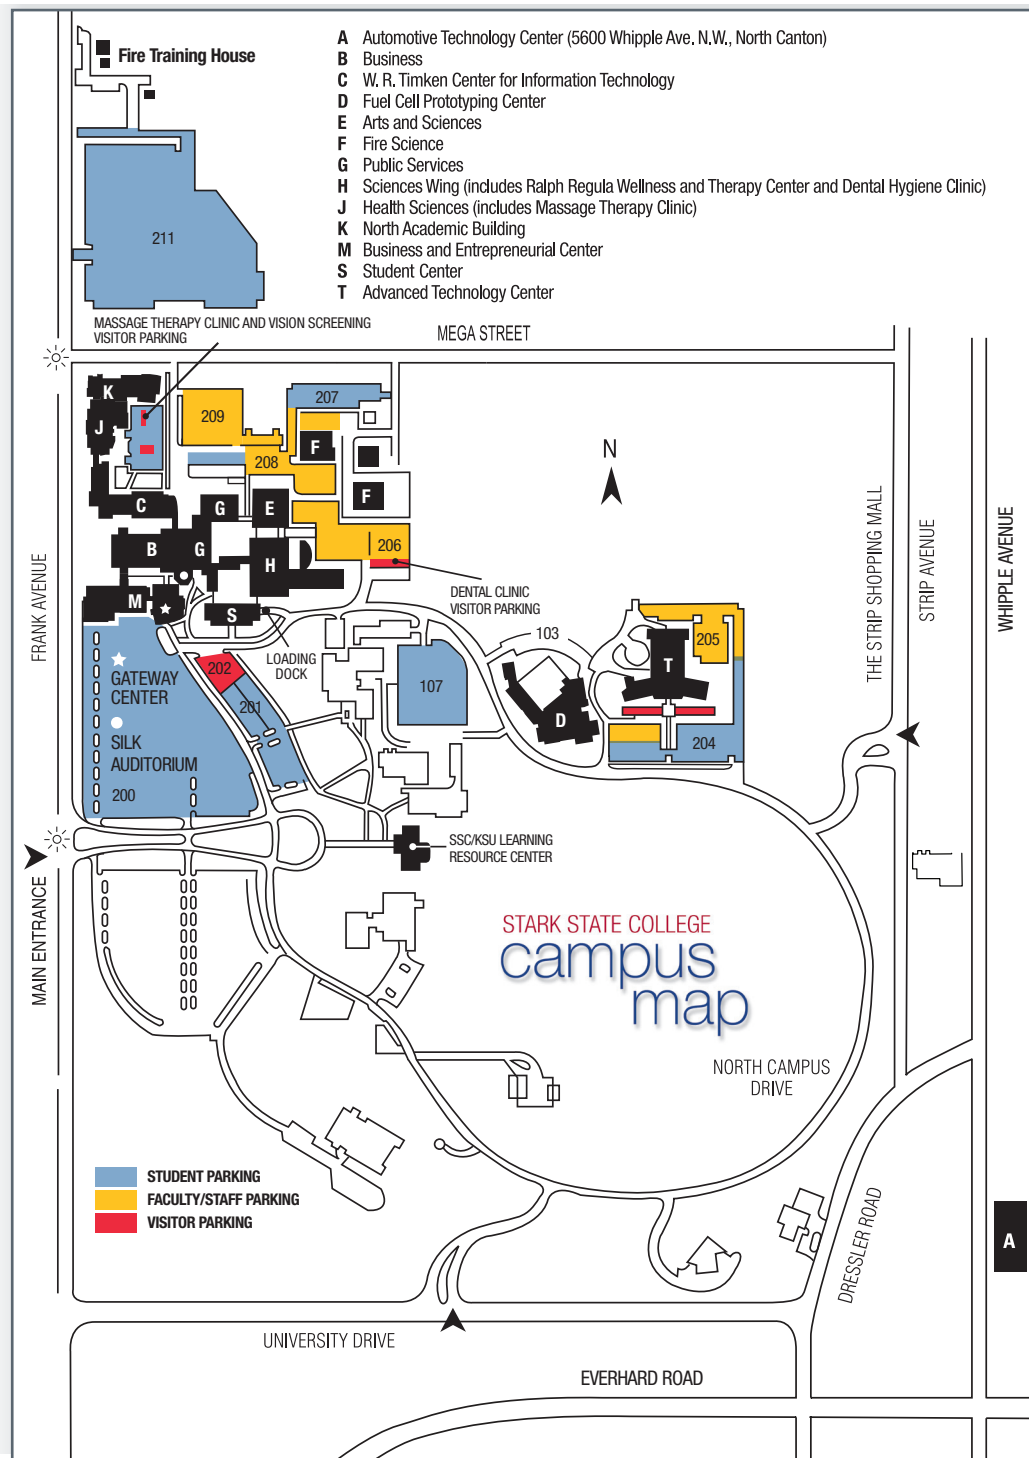 Fire Training House
A Automotive Technology Center (5600 Whipple Ave. N.W., North Canton)
B Business
C W. R. Timken Center for Information Technology
D Fuel Cell Prototyping Center
E Arts and Sciences
F Fire Science
G Public Services
H Sciences Wing (includes Ralph Regula Wellness and Therapy Center and Dental Hygiene Clinic)
J Health Sciences (includes Massage Therapy Clinic)
K North Academic Building
M Business and Entrepreneurial Center
S Student Center
T Advanced Technology Center
211
MASSAGE THERAPY CLINIC AND VISION SCREENING
VISITOR PARKING
MEGA STREET
K
J
209
207
208
F
F
N
C
G
E
B
G
H
206
M
S
DENTAL CLINIC
VISITOR PARKING
FRANK AVENUE
THE STRIP SHOPPING MALL
STRIP AVENUE
WHIPPLE AVENUE
103
205
T
LOADING
DOCK
202
201
107
D
204
GATEWAY
CENTER
SILK
AUDITORIUM
200
SSC/KSU LEARNING
RESOURCE CENTER
MAIN ENTRANCE
STARK STATE COLLEGE
campus
map
NORTH CAMPUS
DRIVE
STUDENT PARKING
FACULTY/STAFF PARKING
VISITOR PARKING
DRESSLER ROAD
A
UNIVERSITY DRIVE
EVERHARD ROAD